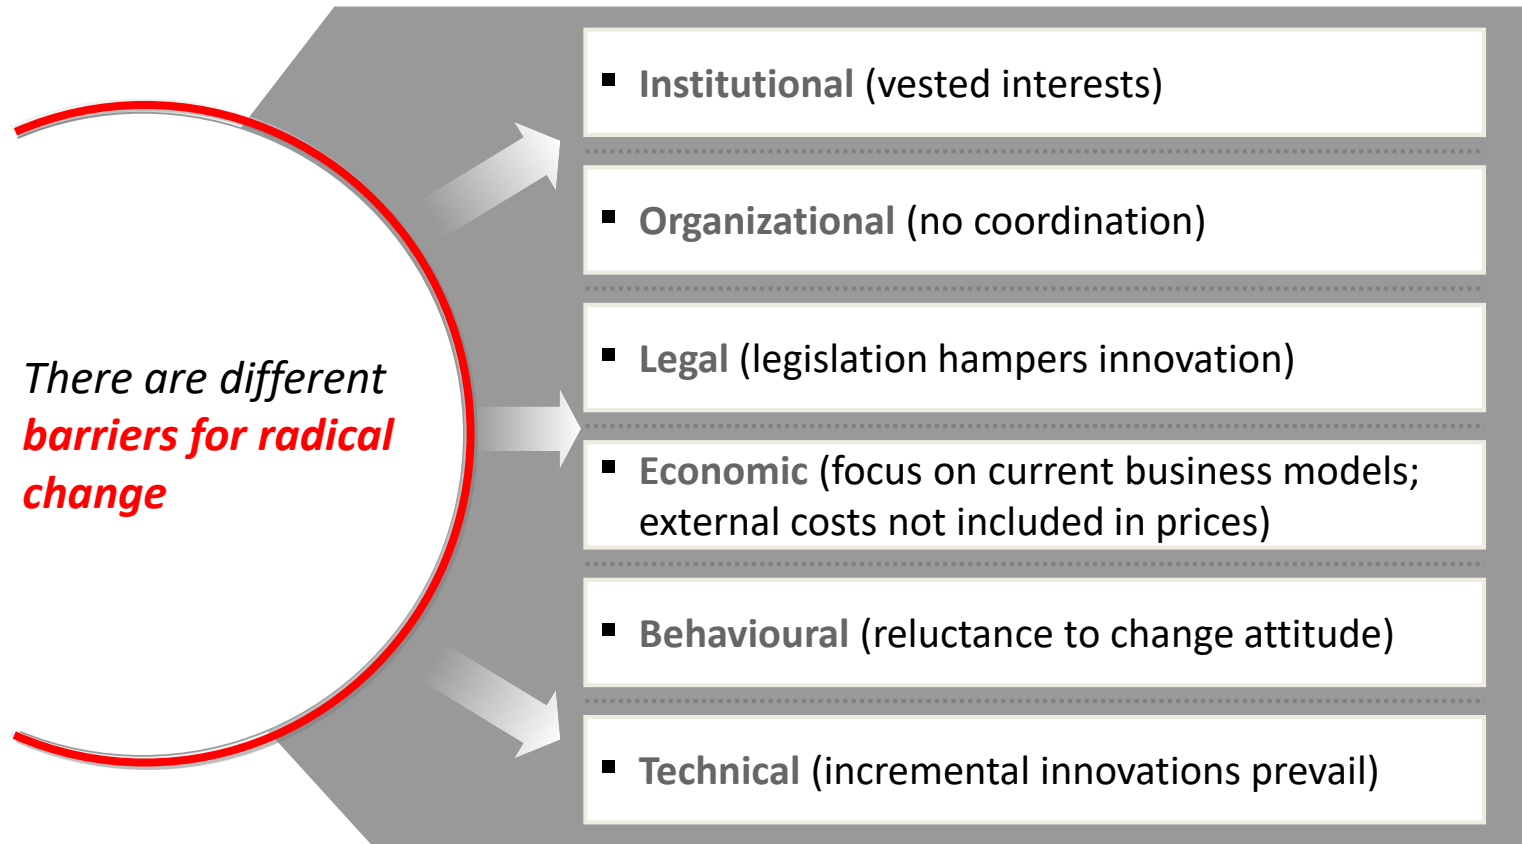 There are different
barriers for radical
change
▪ Institutional (vested interests)
▪ Organizational (no coordination)
▪ Legal (legislation hampers innovation)
▪ Economic (focus on current business models;
external costs not included in prices)
▪ Behavioural (reluctance to change attitude)
▪ Technical (incremental innovations prevail)